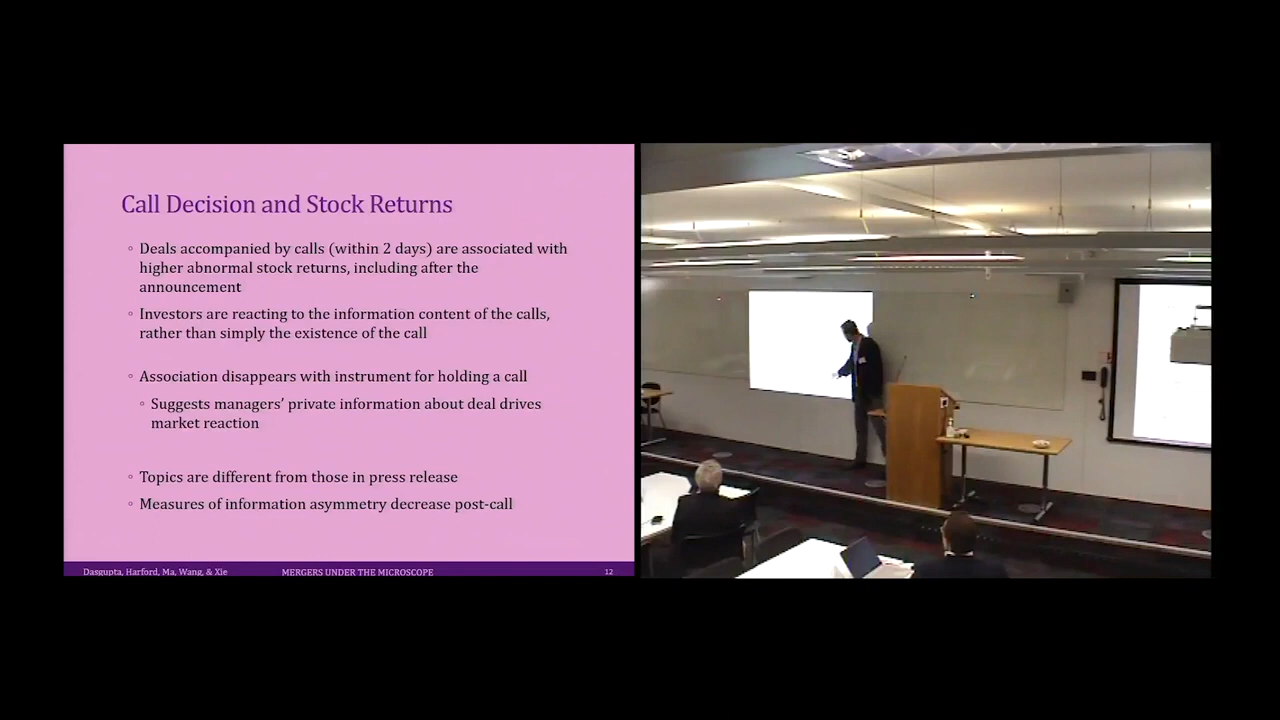 Call Decision and Stock Returns
◦ Deals accompanied by calls (within 2 days) are associated with
higher abnormal stock returns, including after the
announcement
◦ Investors are reacting to the information content of the calls,
rather than simply the existence of the call
◦ Association disappears with instrument for holding a call
◦ Suggests managers’ private information about deal drives
market reaction
◦ Topics are different from those in press release
◦ Measures of information asymmetry decrease post-call
Dasgupta, Harford, Ma, Wang, & Xie
MERGERS UNDER THE MICROSCOPE
12